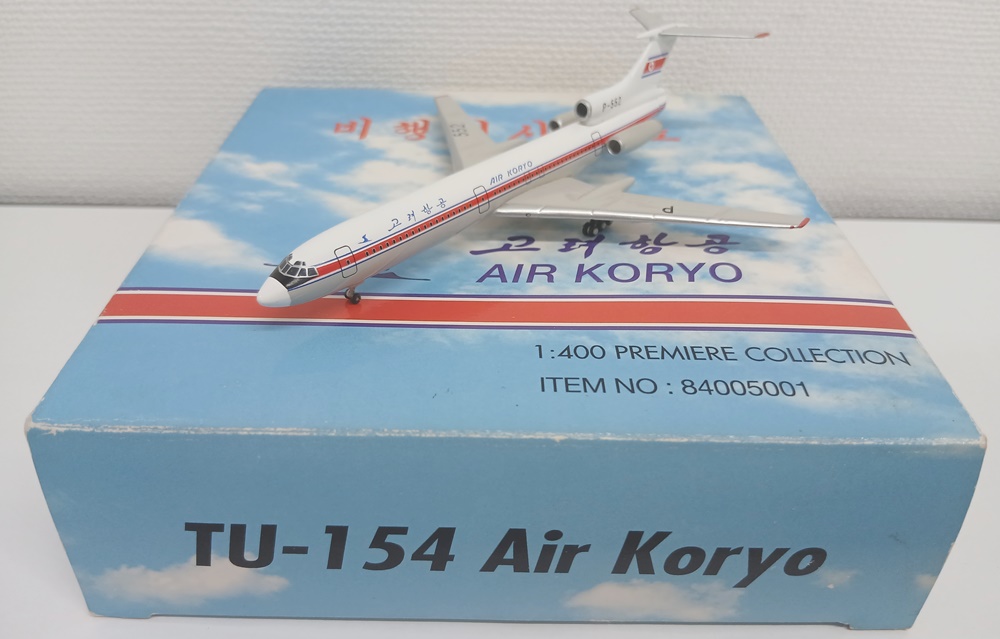 P-552
AIR KORYO
고려항공
고려항공
AIR KORYO
1:400 PREMIERE COLLECTION
ITEM NO : 84005001
TU-154 Air Koryo